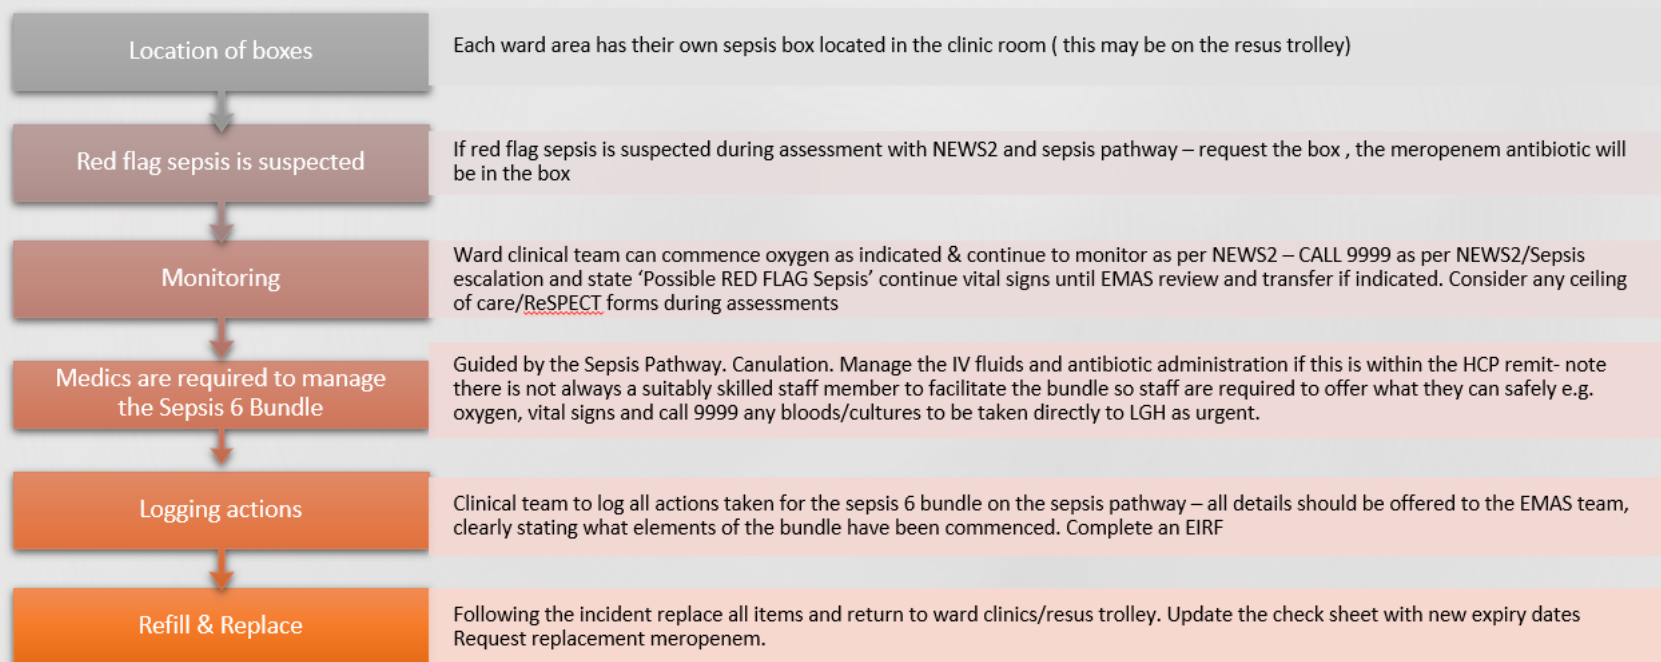 Location of boxes
Each ward area has their own sepsis box located in the clinic room ( this may be on the resus trolley)
Red flag sepsis is suspected
If red flag sepsis is suspected during assessment with NEWS2 and sepsis pathway – request the box , the meropenem antibiotic will
be in the box
Monitoring
Ward clinical team can commence oxygen as indicated & continue to monitor as per NEWS2 – CALL 9999 as per NEWS2/Sepsis
escalation and state ‘Possible RED FLAG Sepsis’ continue vital signs until EMAS review and transfer if indicated. Consider any ceiling
of care/ReSPECT forms during assessments
Medics are required to manage
the Sepsis 6 Bundle
Guided by the Sepsis Pathway. Canulation. Manage the IV fluids and antibiotic administration if this is within the HCP remit- note
there is not always a suitably skilled staff member to facilitate the bundle so staff are required to offer what they can safely e.g.
oxygen, vital signs and call 9999 any bloods/cultures to be taken directly to LGH as urgent.
Logging actions
Clinical team to log all actions taken for the sepsis 6 bundle on the sepsis pathway – all details should be offered to the EMAS team,
clearly stating what elements of the bundle have been commenced. Complete an EIRF
Refill & Replace
Following the incident replace all items and return to ward clinics/resus trolley. Update the check sheet with new expiry dates
Request replacement meropenem.